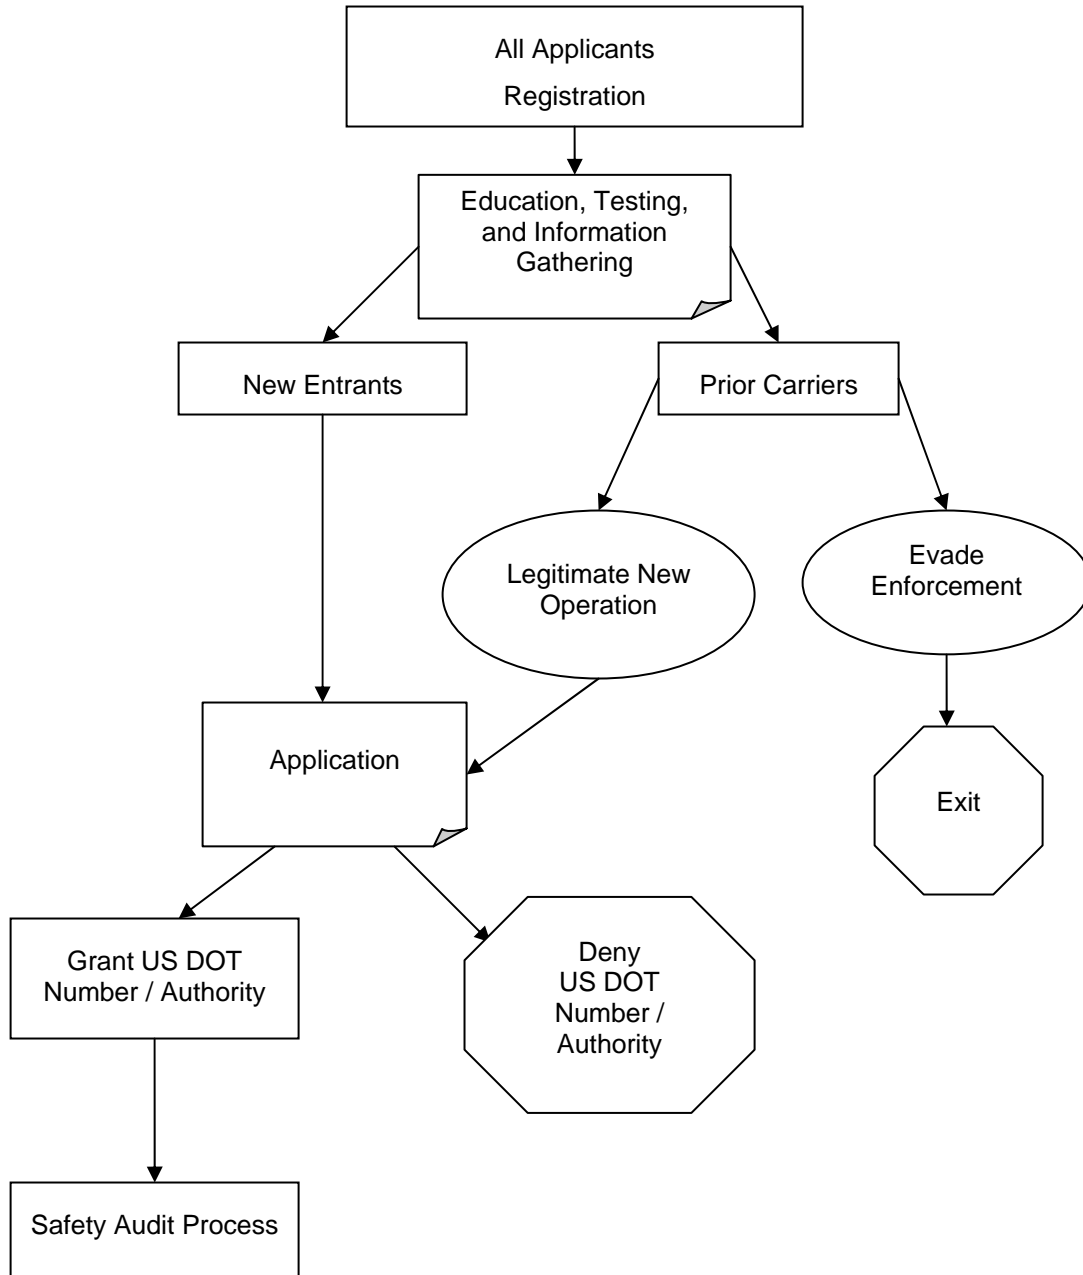 All Applicants
Registration
Education, Testing,
and Information
Gathering
New Entrants
Prior Carriers
Legitimate New
Operation
Evade
Enforcement
Application
Exit
Grant US DOT
Number / Authority
Deny
US DOT
Number /
Authority
Safety Audit Process